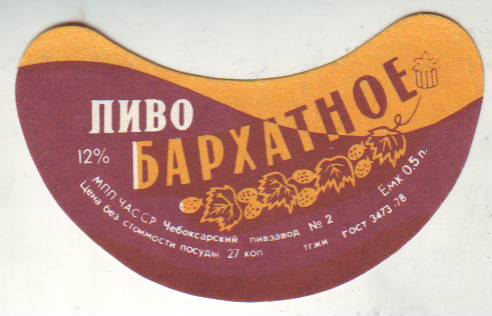 ПИВО
БАРХАТНОЕ
12%
МПП ЧАССР Чебоксарский пивзавод № 2 Емк 0,5 л.
Цена без стоимости посуды 27 коп тгжи ГОСТ 3473-78